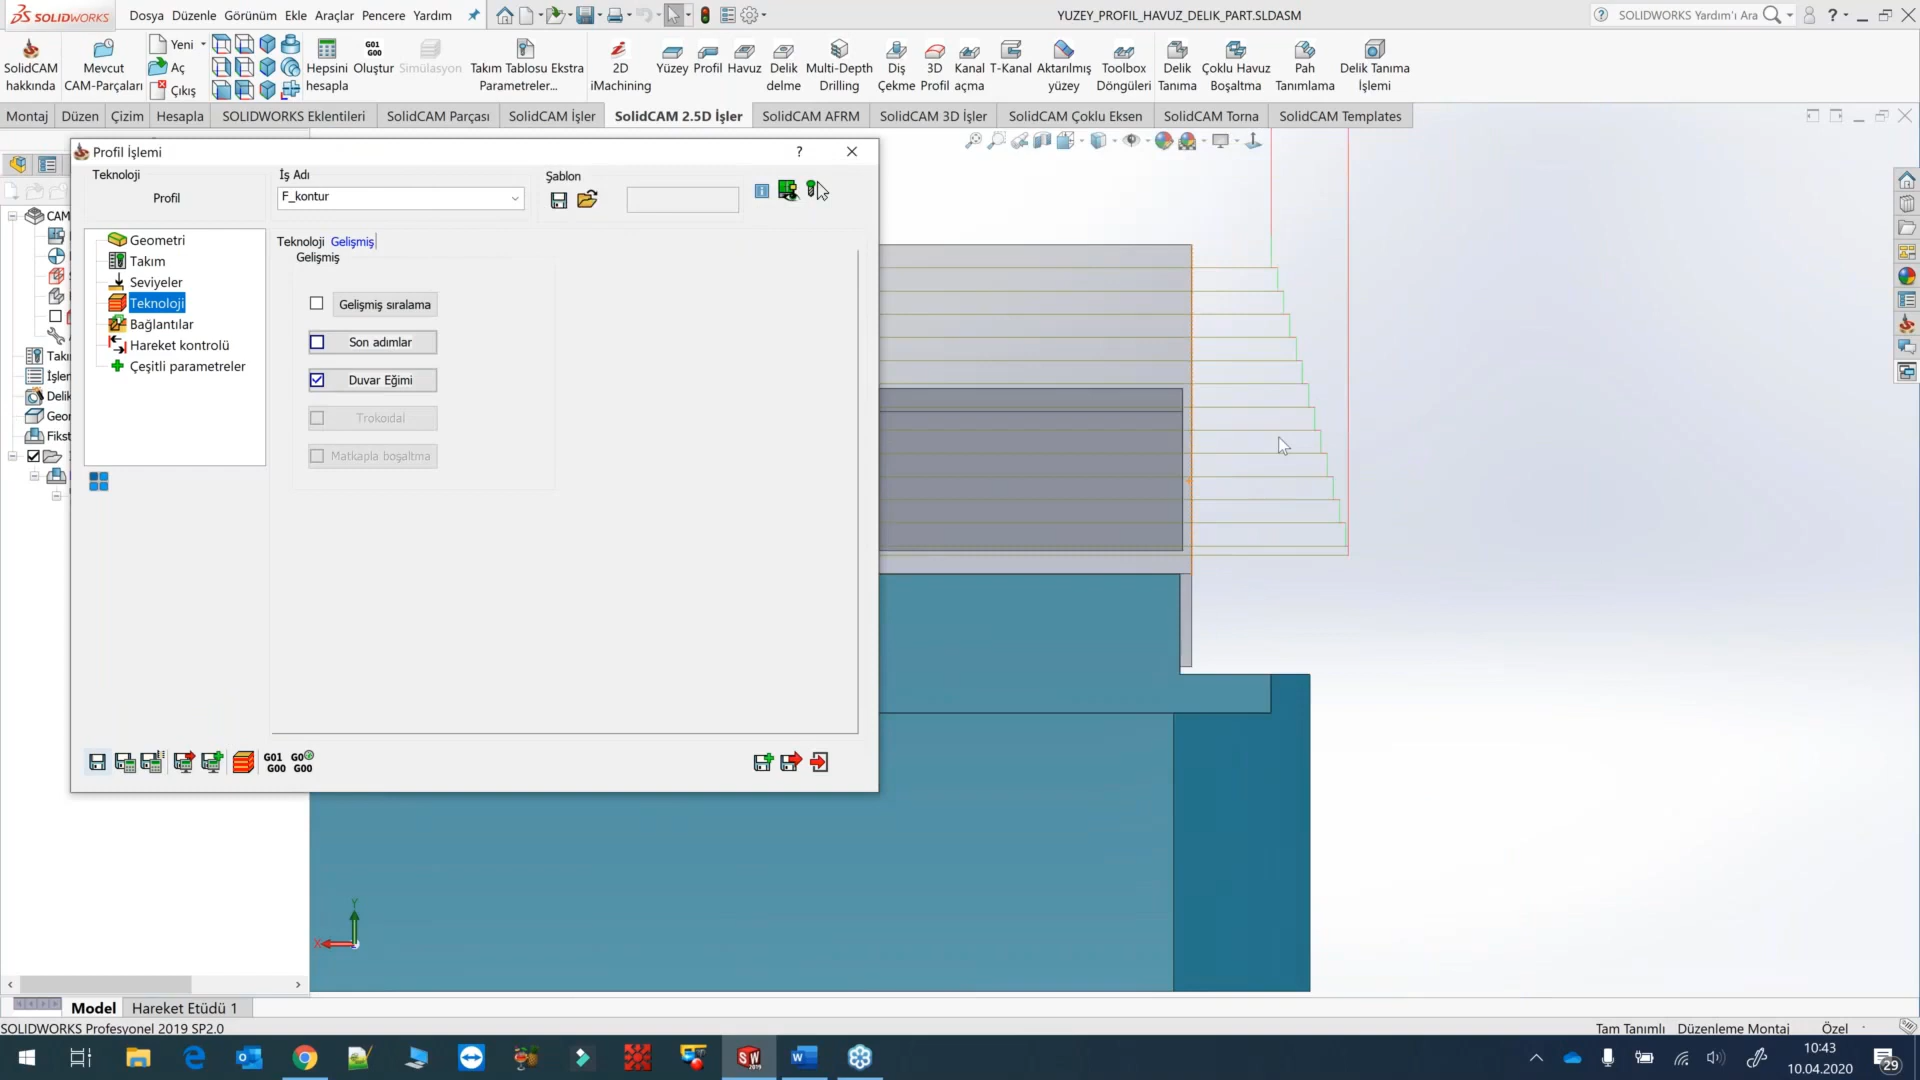 SOLIDWORKS Dosya Düzenle Görünüm Ekle Araçlar Pencere Yardım YUZEY_PROFIL_HAVUZ_DELIK_PART.SLDASM SOLIDWORKS Yardım'ı Ara
SolidCAM hakkında
Mevcut CAM-Parçaları
Yeni
Aç
Çıkış
Hepsini hesapla
G01 G00 Oluştur
Simülasyon
Takım Tablosu Ekstra Parametreler...
2D iMachining
Yüzey Profil Havuz
Delik delme
Multi-Depth Drilling
Diş Çekme
3D Profil
Kanal açma
T-Kanal
Aktarılmış yüzey
Toolbox Döngüleri
Delik Tanıma
Çoklu Havuz Boşaltma
Pah Tanımlama
Delik Tanıma İşlemi
Montaj Düzen Çizim Hesapla SOLIDWORKS Eklentileri SolidCAM Parçası SolidCAM İşler SolidCAM 2.5D İşler SolidCAM AFRM SolidCAM 3D İşler SolidCAM Çoklu Eksen SolidCAM Torna SolidCAM Templates
Profil İşlemi
?
Teknoloji
Profil
İş Adı
F_kontur
Şablon
CAM
Takı
İşlen
Delik
Geor
Fikst
Geometri
Takım
Seviyeler
Teknoloji
Bağlantılar
Hareket kontrolü
Çeşitli parametreler
Teknoloji Gelişmiş
Gelişmiş
Gelişmiş sıralama
Son adımlar
Duvar Eğimi
Trokoidal
Matkapla boşaltma
G01 G00
G0 G00
Y
X
Model Hareket Etüdü 1
SOLIDWORKS Profesyonel 2019 SP2.0 Tam Tanımlı Düzenleme Montaj Özel
10:43
10.04.2020
29